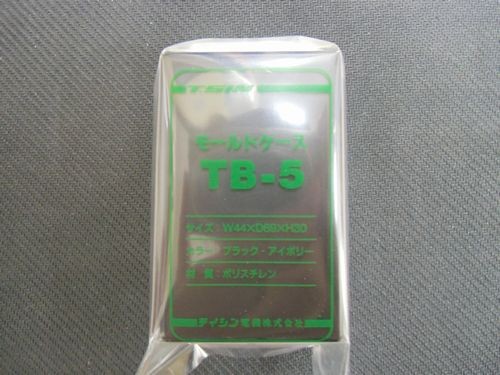 T.SIN
モールドケース
TB-5
サイズ：W44×D69×H30
カラー：ブラック・アイボリー
材　質：ポリスチレン
テイシン電機株式会社